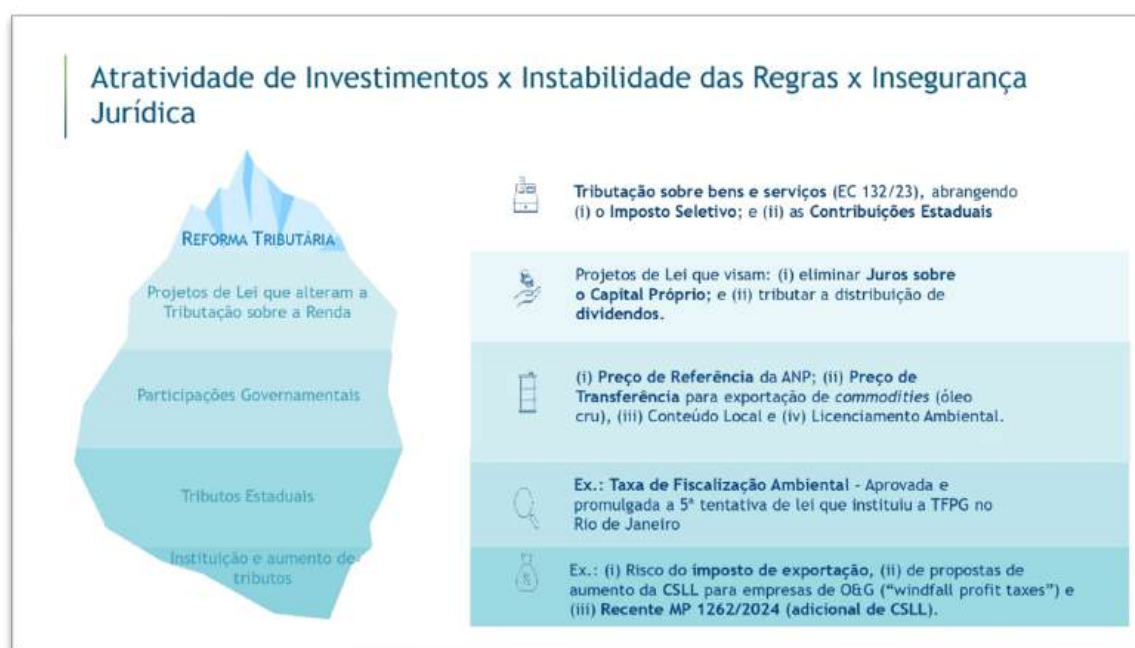 Atratividade de Investimentos x Instabilidade das Regras x Insegurança
Jurídica
REFORMA TRIBUTÁRIA
Projetos de Lei que alteram a
Tributação sobre a Renda
Participações Governamentais
Tributos Estaduais
Instituição e aumento de
tributos
Tributação sobre bens e serviços (EC 132/23), abrangendo
(i) o Imposto Seletivo; e (ii) as Contribuições Estaduais
Projetos de Lei que visam: (i) eliminar Juros sobre
o Capital Próprio; e (ii) tributar a distribuição de
dividendos.
(i) Preço de Referência da ANP; (ii) Preço de
Transferência para exportação de commodities (óleo
cru), (iii) Conteúdo Local e (iv) Licenciamento Ambiental.
Ex.: Taxa de Fiscalização Ambiental - Aprovada e
promulgada a 5ª tentativa de lei que instituiu a TFPG no
Rio de Janeiro
Ex.: (i) Risco do imposto de exportação, (ii) de propostas de
aumento da CSLL para empresas de O&G (“windfall profit taxes”) e
(iii) Recente MP 1262/2024 (adicional de CSLL).